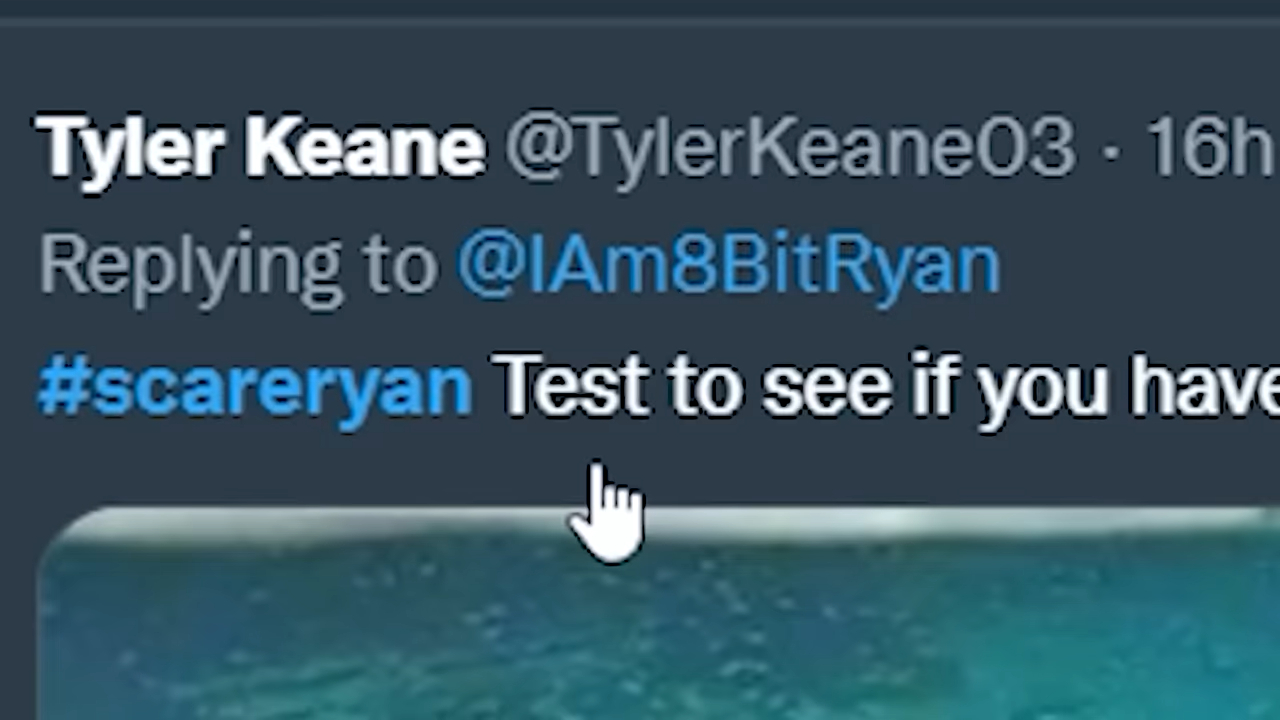 Tyler Keane @TylerKeane03 · 16h
Replying to @IAm8BitRyan
#scareryan Test to see if you have